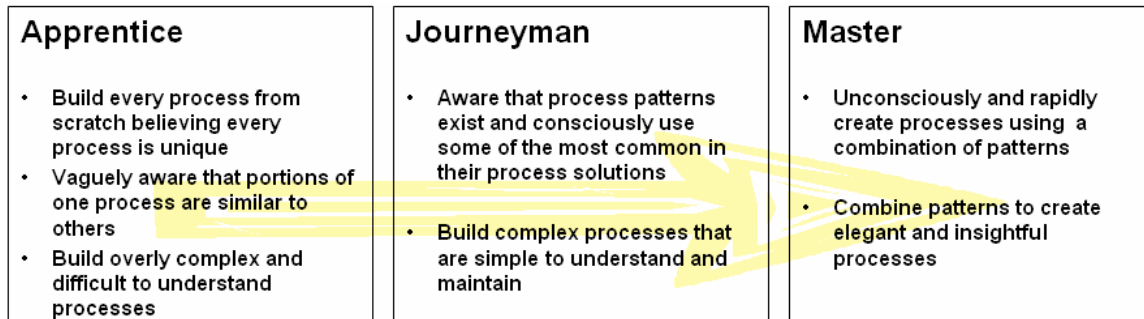 Apprentice
• Build every process from
scratch believing every
process is unique
• Vaguely aware that portions of
one process are similar to
others
• Build overly complex and
difficult to understand
processes
Journeyman
• Aware that process patterns
exist and consciously use
some of the most common in
their process solutions
• Build complex processes that
are simple to understand and
maintain
Master
• Unconsciously and rapidly
create processes using a
combination of patterns
• Combine patterns to create
elegant and insightful
processes